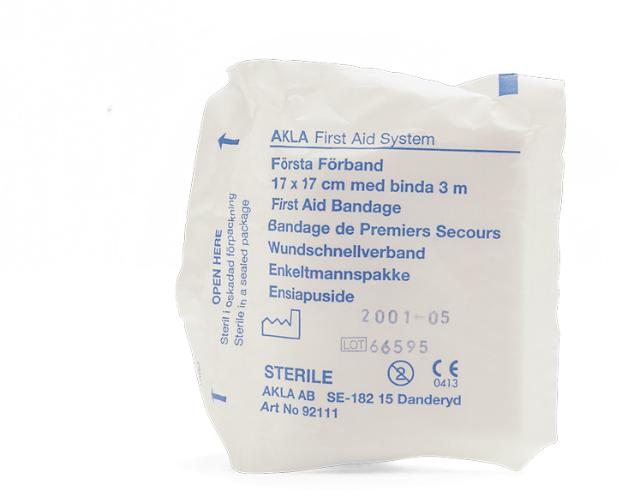 AKLA First Aid System
Första Förband
17 x 17 cm med binda 3 m
First Aid Bandage
Bandage de Premiers Secours
Wundschnellverband
Enkeltmannspakke
Ensiapuside
2001-05
LOT 66595
STERILE
2
CE
0413
AKLA AB SE-182 15 Danderyd
Art No 92111
OPEN HERE
Steril i oskadad förpackning
Sterile in a sealed package